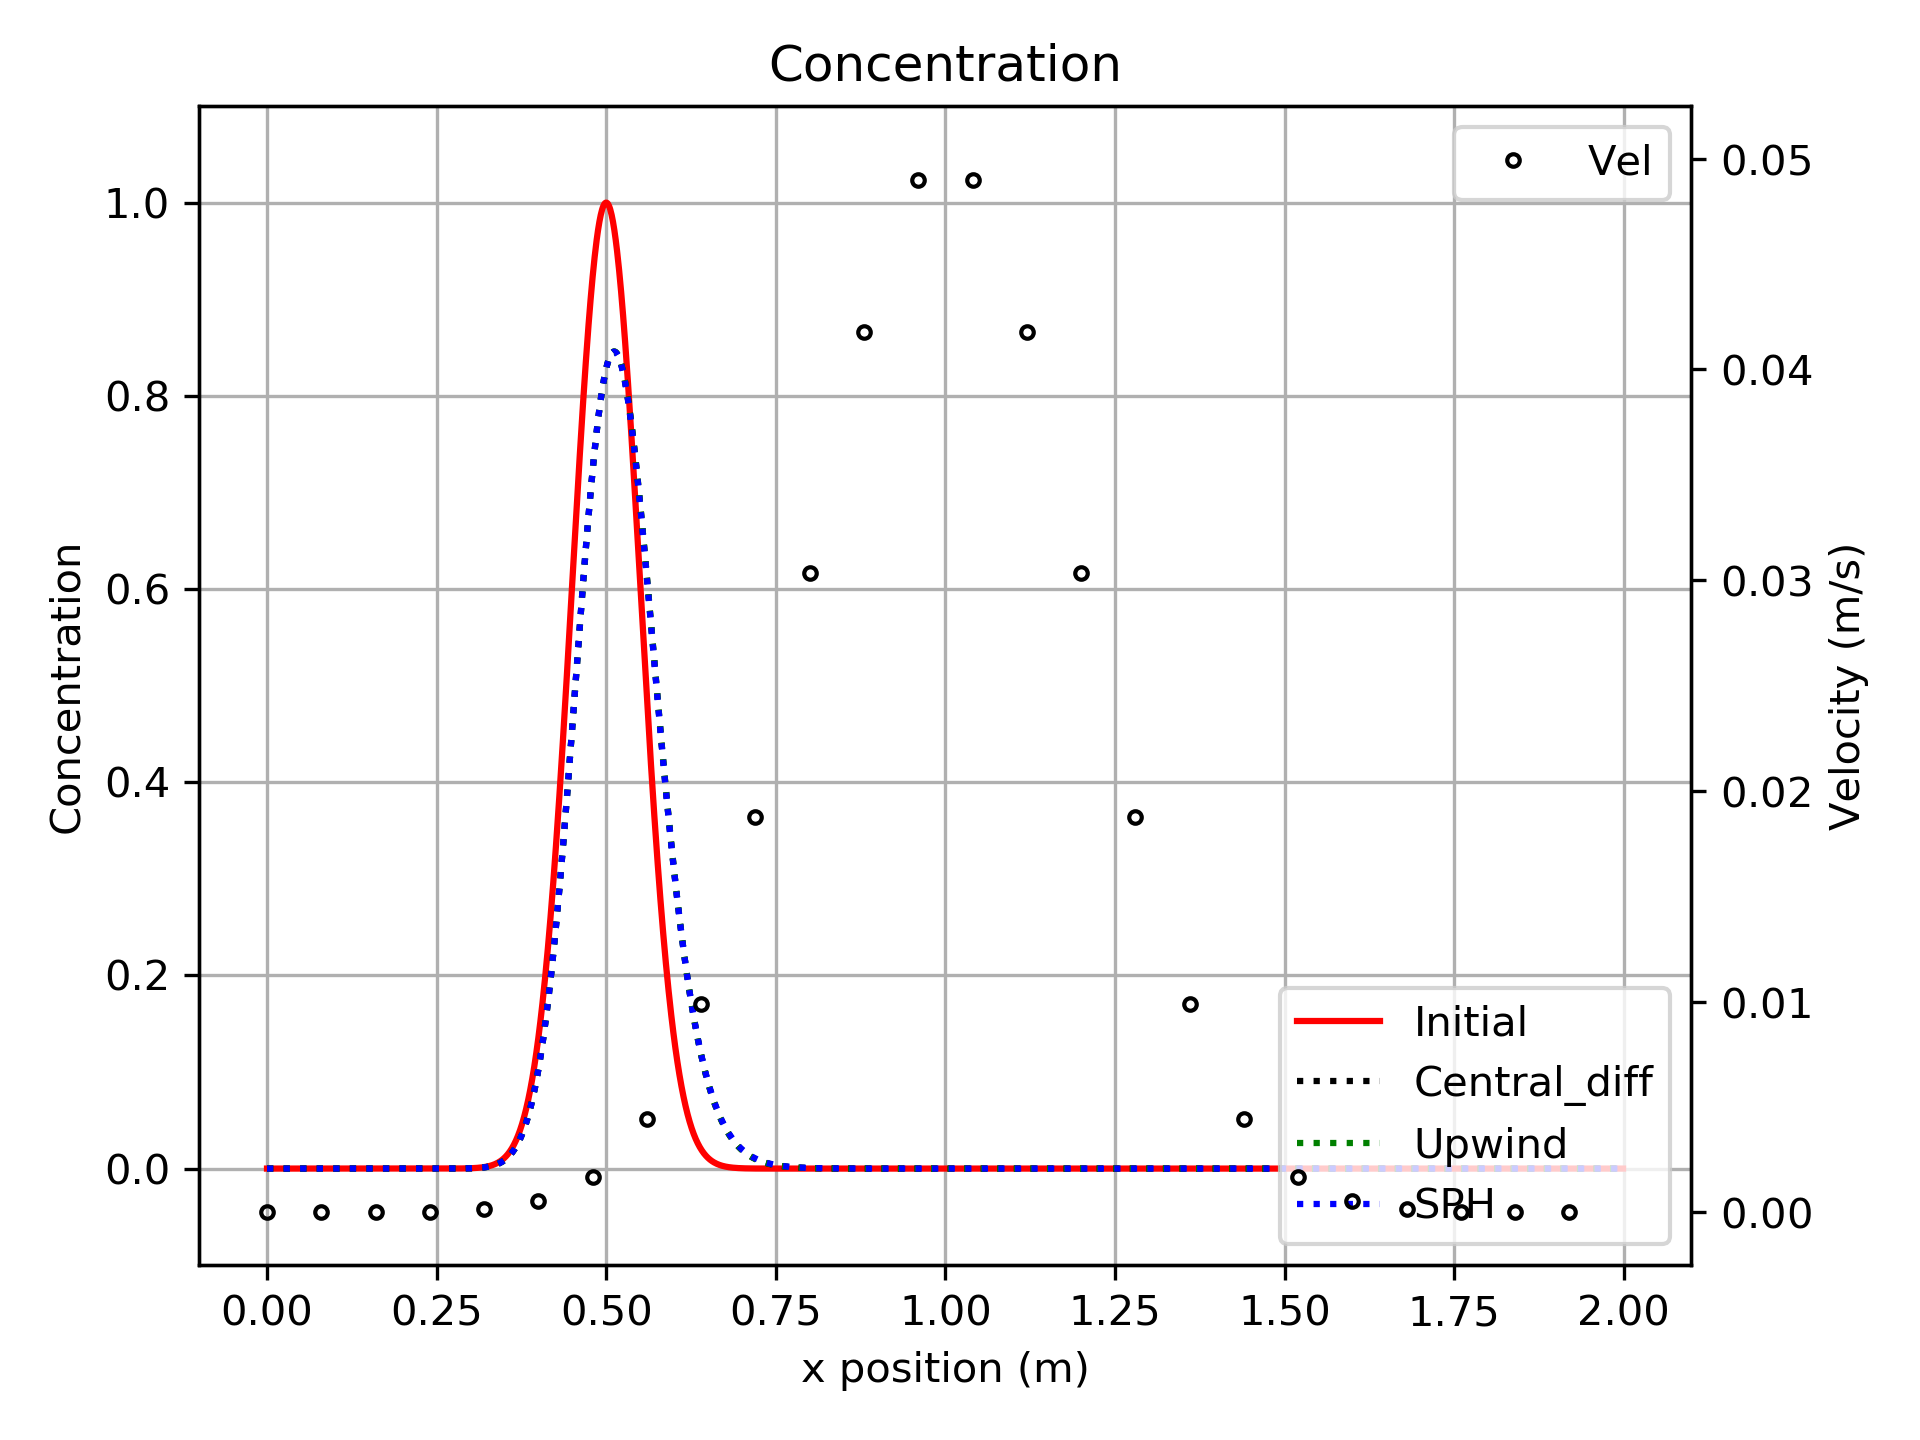 Concentration
Vel
1.0
0.8
0.6
0.4
0.2
0.0
Concentration
0.05
0.04
0.03
0.02
0.01
0.00
Velocity (m/s)
Initial
Central_diff
Upwind
SPH
0.00 0.25 0.50 0.75 1.00 1.25 1.50 1.75 2.00
x position (m)